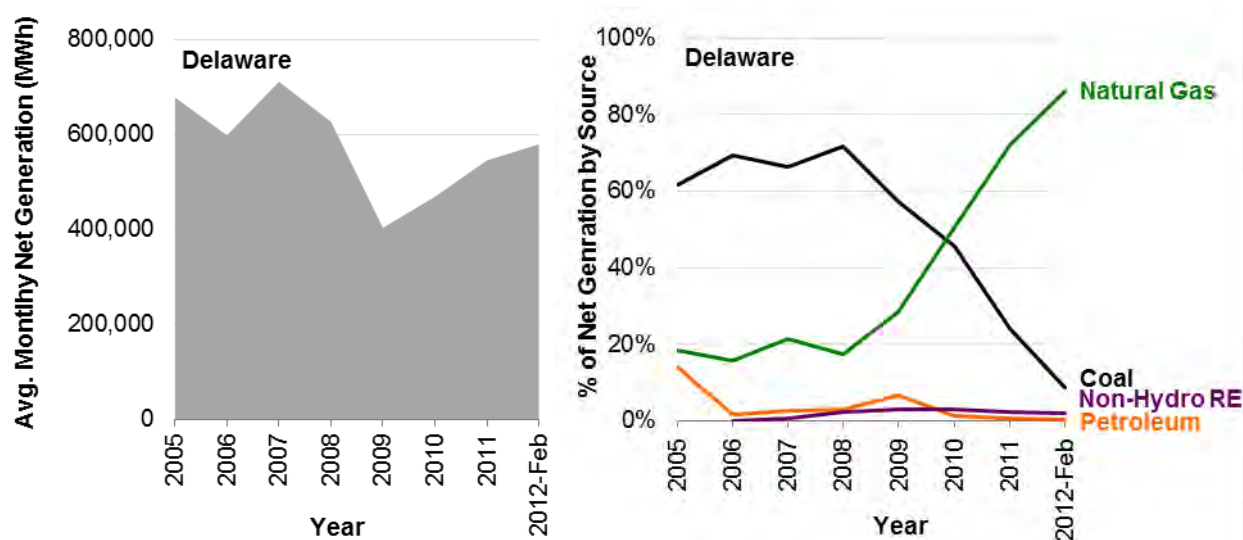 Avg. Montlhy Net Generation (MWh)
800,000
600,000
400,000
200,000
0
Delaware
2005
2006
2007
2008
2009
2010
2011
2012-Feb
Year
% of Net Genration by Source
100%
80%
60%
40%
20%
0%
Delaware
Natural Gas
Coal
Non-Hydro RE
Petroleum
2005
2006
2007
2008
2009
2010
2011
2012-Feb
Year